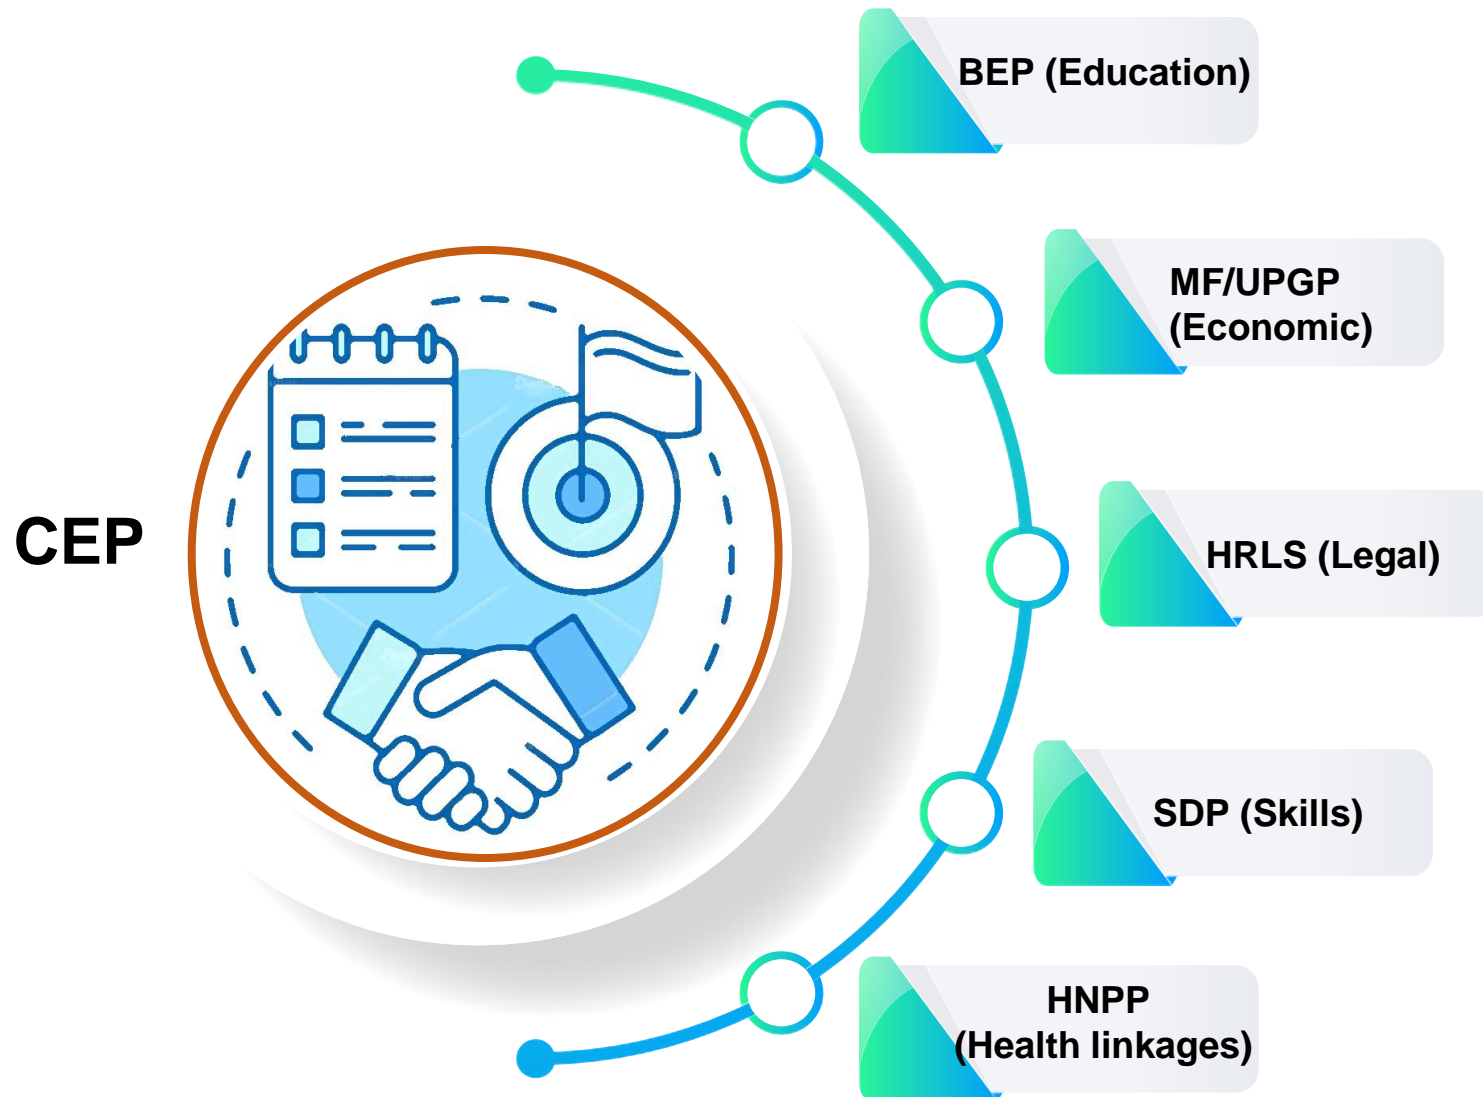 CEP
BEP (Education)
MF/UPGP
(Economic)
HRLS (Legal)
SDP (Skills)
HNPP
(Health linkages)